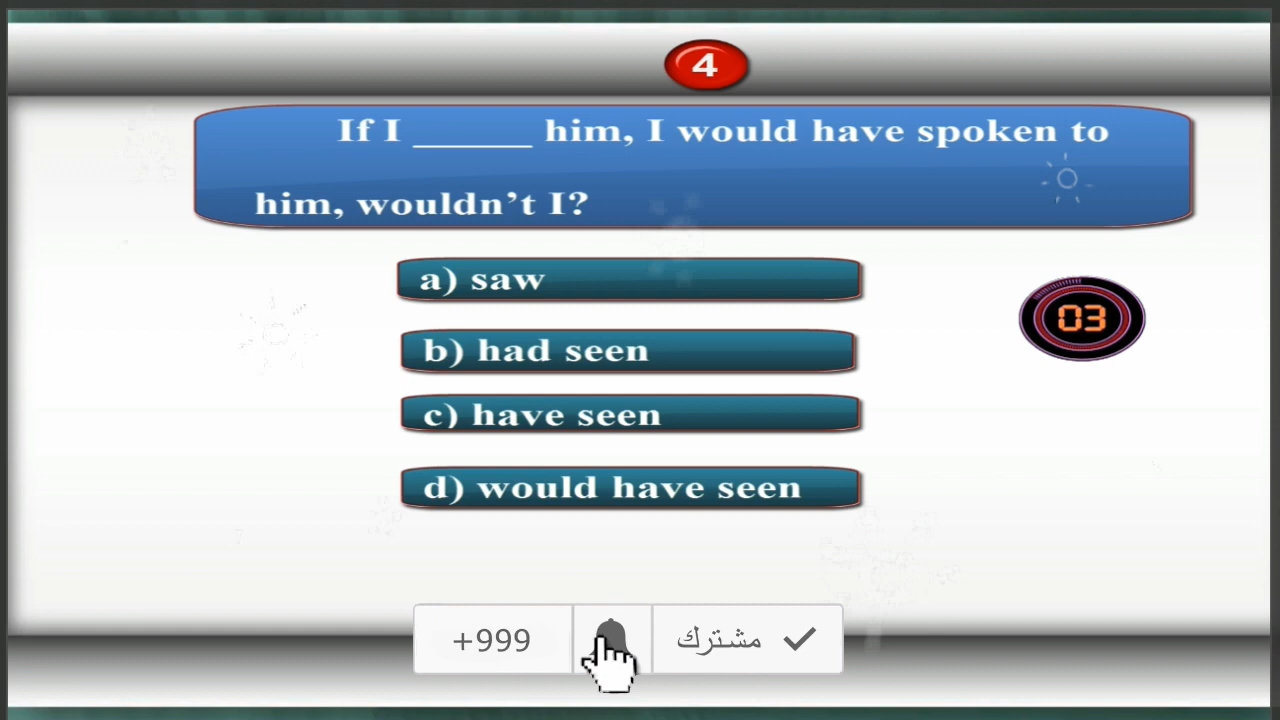 4
If I ______ him, I would have spoken to
him, wouldn't I?
a) saw
03
b) had seen
c) have seen
d) would have seen
+999
مشترك